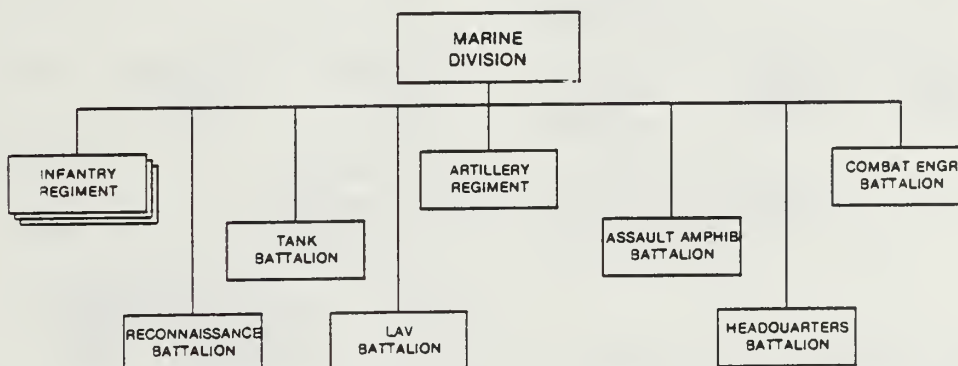 MARINE
DIVISION
INFANTRY
REGIMENT
ARTILLERY
REGIMENT
COMBAT ENGR
BATTALION
TANK
BATTALION
ASSAULT AMPHIB
BATTALION
RECONNAISSANCE
BATTALION
LAV
BATTALION
HEADQUARTERS
BATTALION